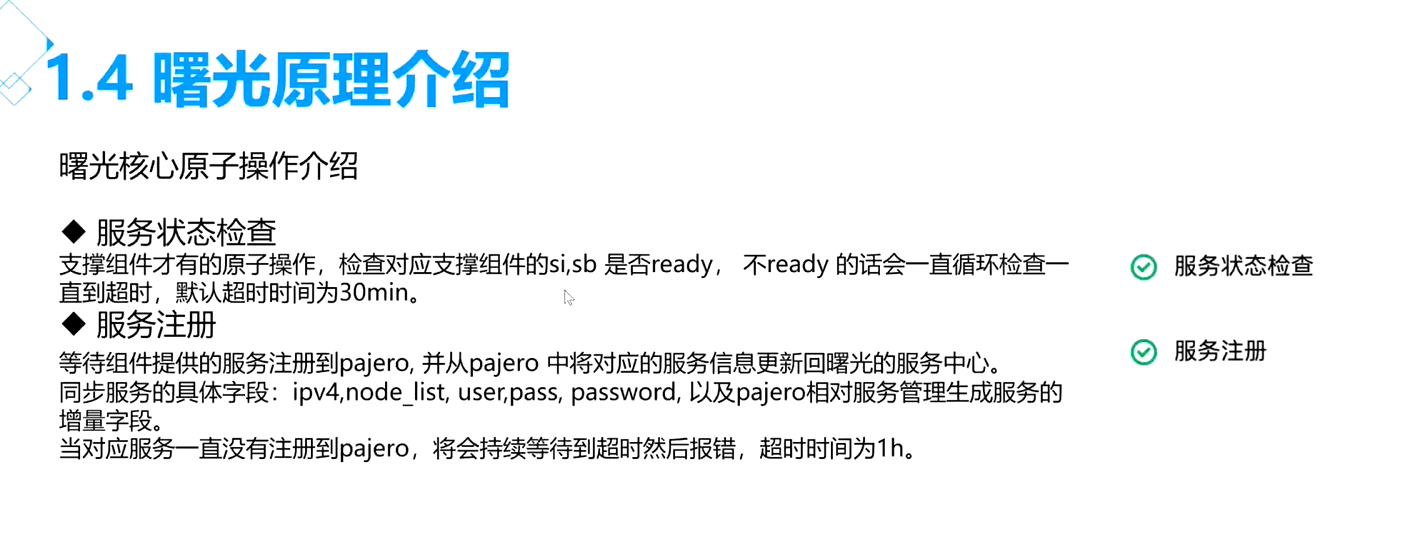 1.4 曙光原理介绍
曙光核心原子操作介绍
◆ 服务状态检查
支撑组件才有的原子操作，检查对应支撑组件的si,sb 是否ready， 不ready 的话会一直循环检查一
直到超时，默认超时时间为30min。
◆ 服务注册
等待组件提供的服务注册到pajero, 并从pajero 中将对应的服务信息更新回曙光的服务中心。
同步服务的具体字段：ipv4,node_list, user,pass, password, 以及pajero相对服务管理生成服务的
增量字段。
当对应服务一直没有注册到pajero，将会持续等待到超时然后报错，超时时间为1h。
服务状态检查
服务注册